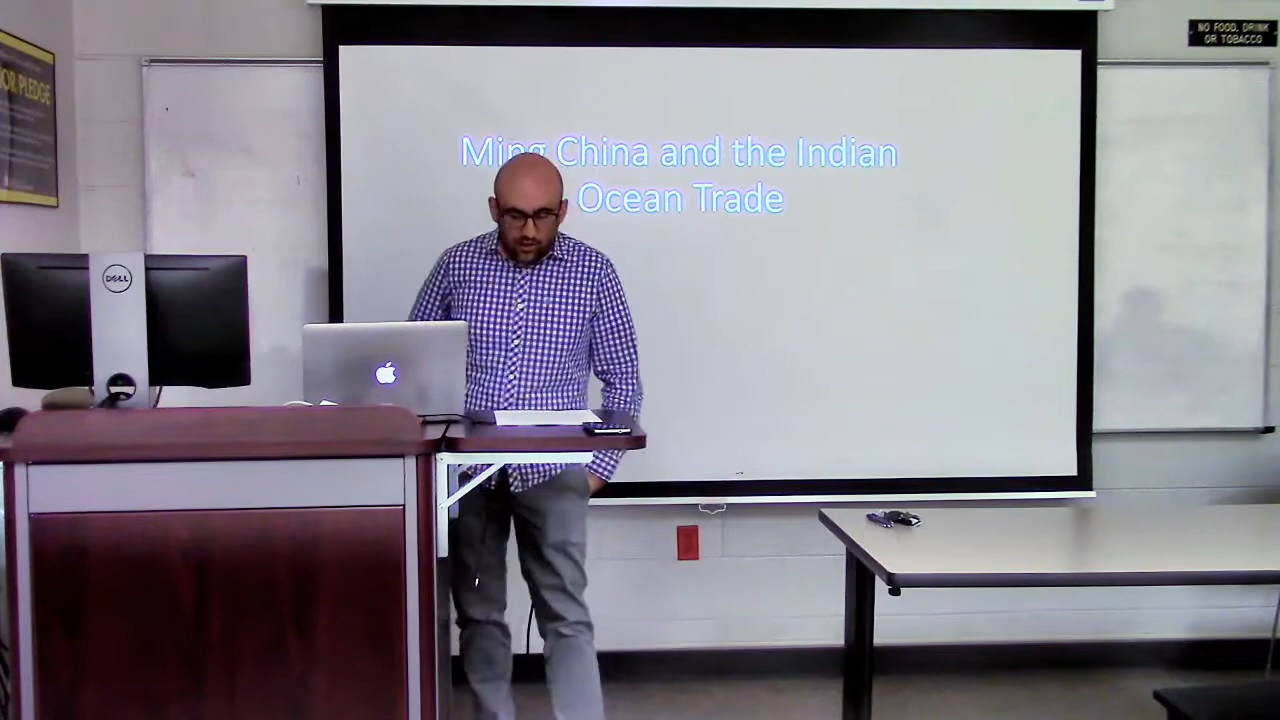 NO FOOD, DRINK
OR TOBACCO
OR PLEDGE
Ming China and the Indian
Ocean Trade
DELL